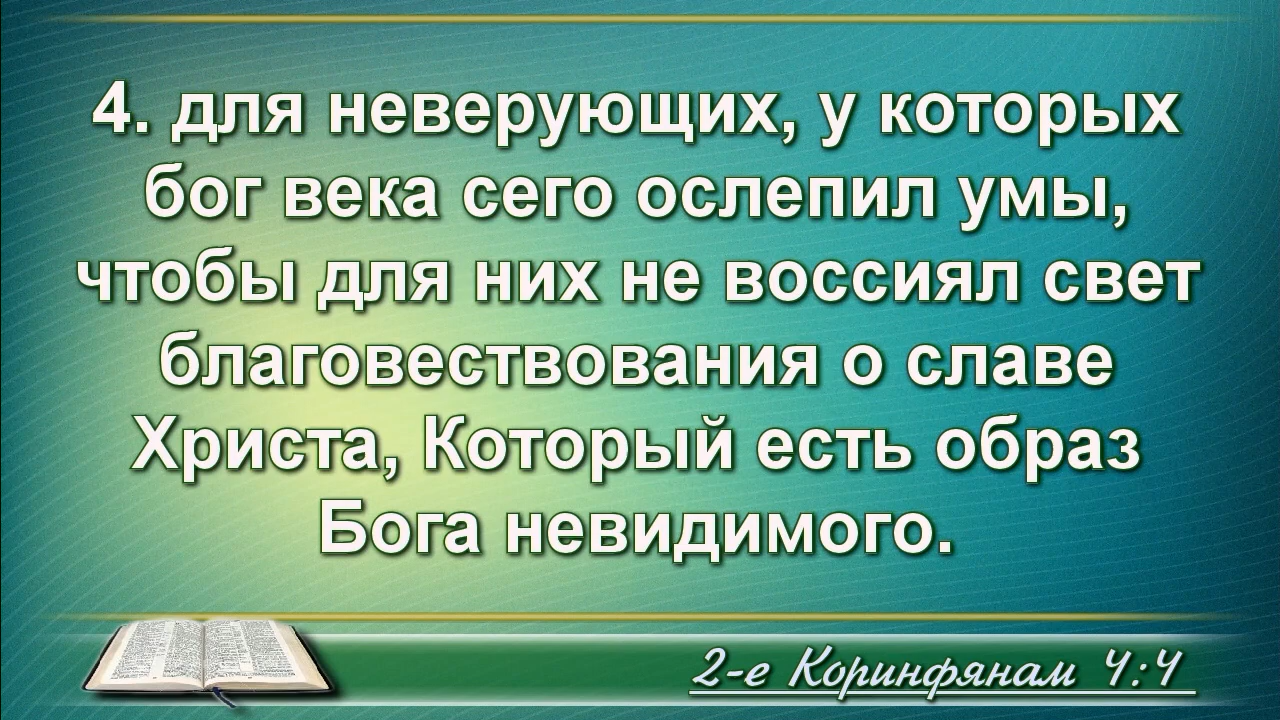 4. для неверующих, у которых
бог века сего ослепил умы,
чтобы для них не воссиял свет
благовествования о славе
Христа, Который есть образ
Бога невидимого.
2-е Коринфянам 4:4